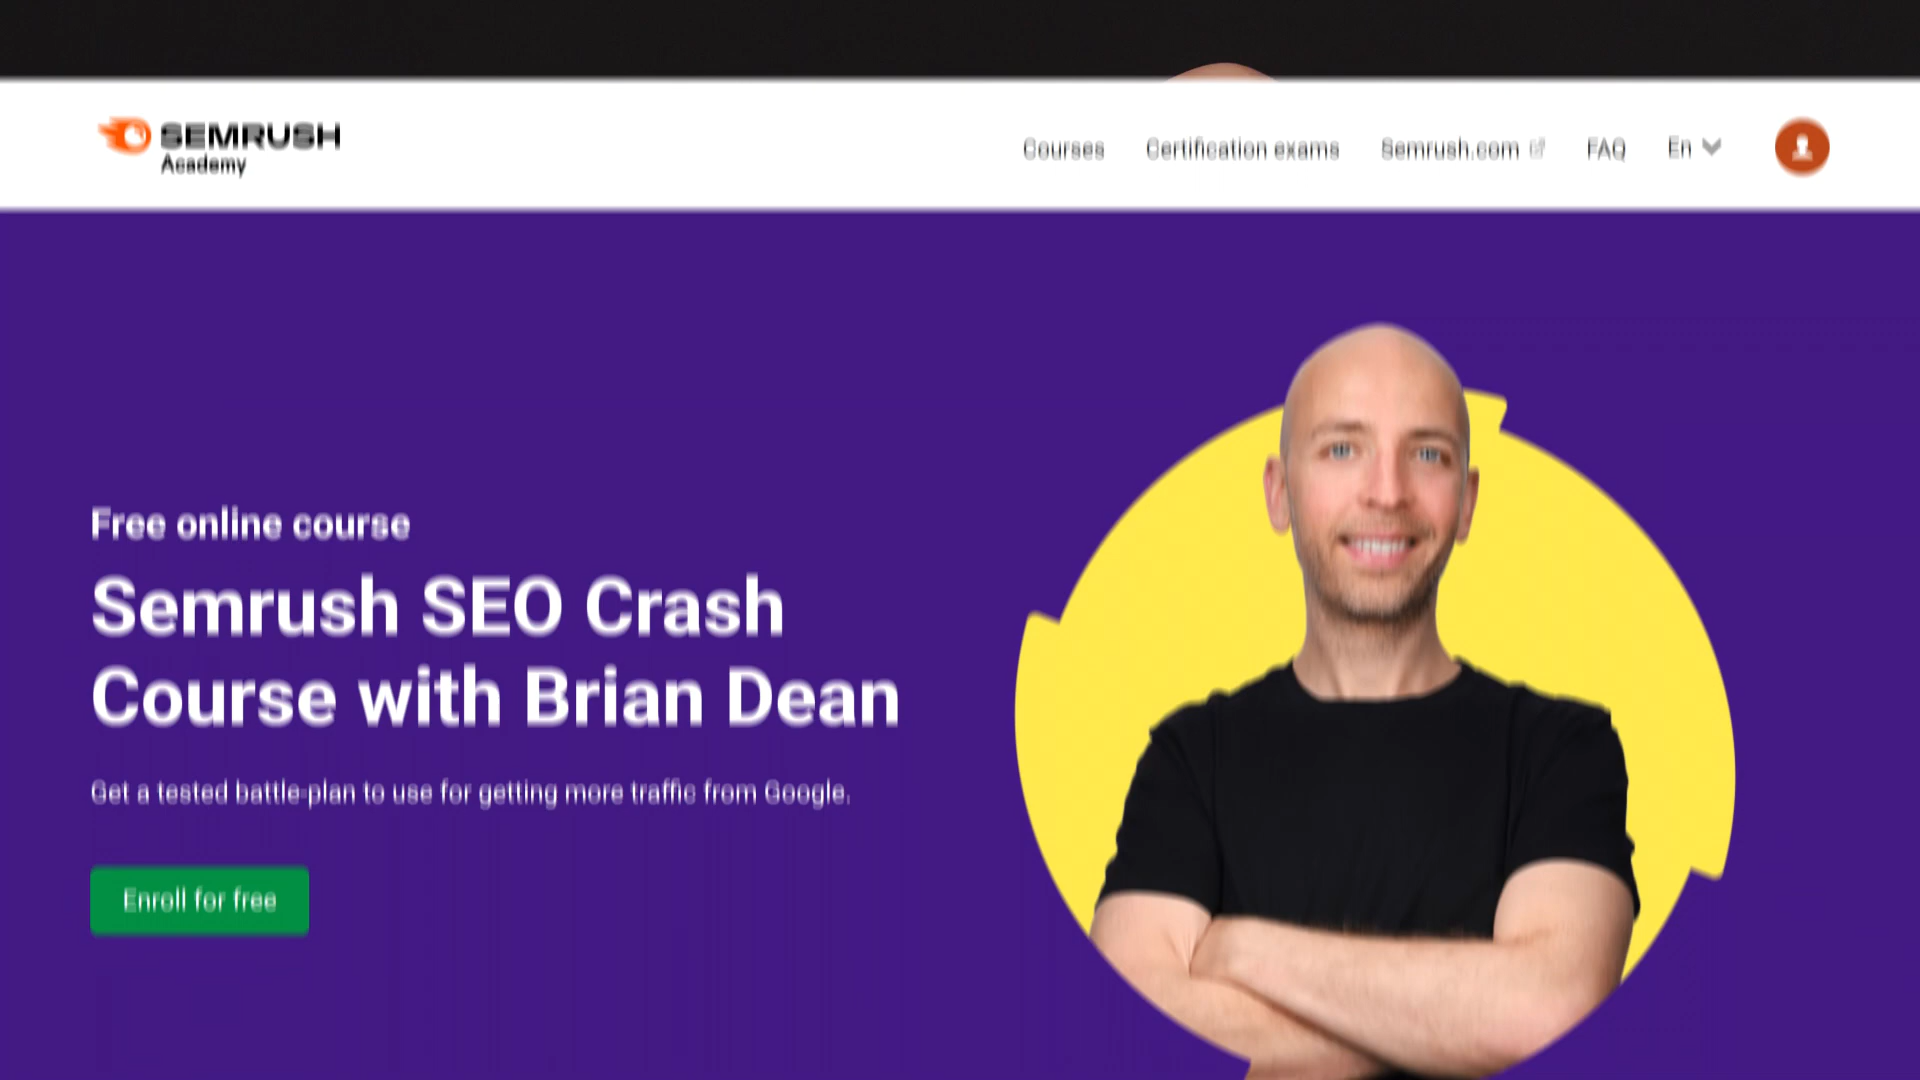 SEMRUSH
Academy
Courses Certification exams Semrush.com FAQ En
Free online course
Semrush SEO Crash
Course with Brian Dean
Get a tested battle-plan to use for getting more traffic from Google.
Enroll for free